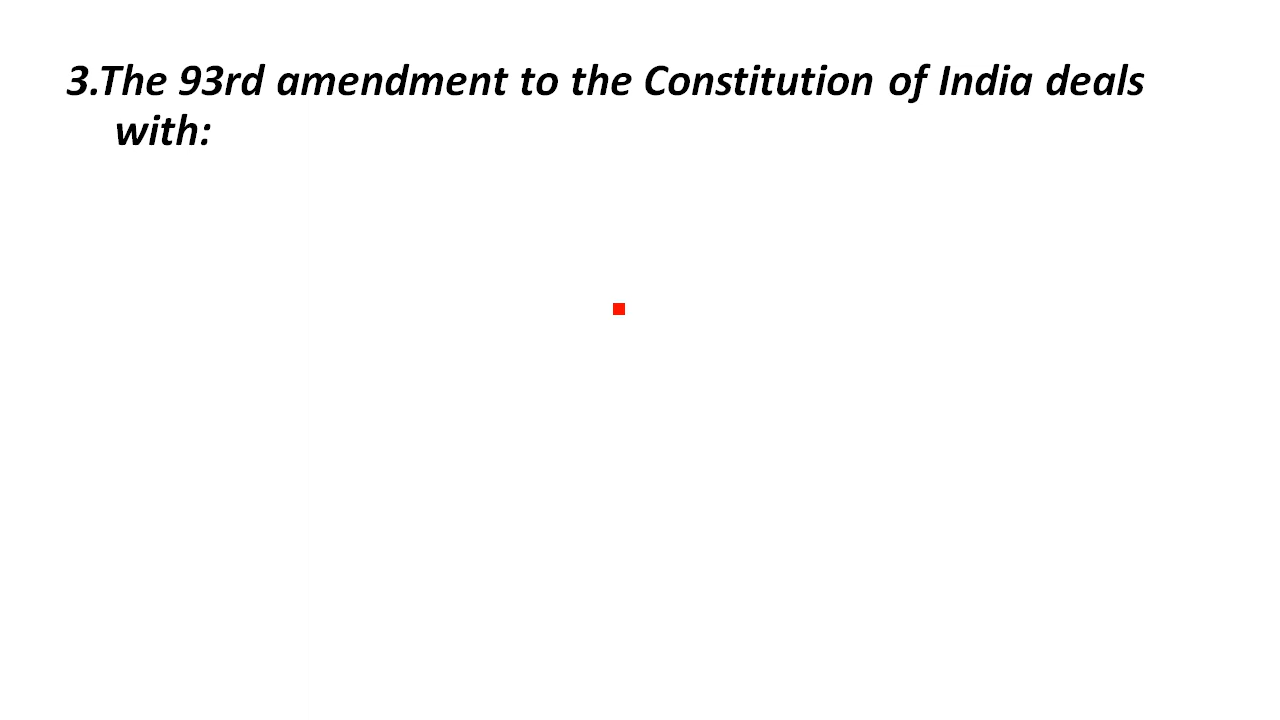 3.The 93rd amendment to the Constitution of India deals
with: